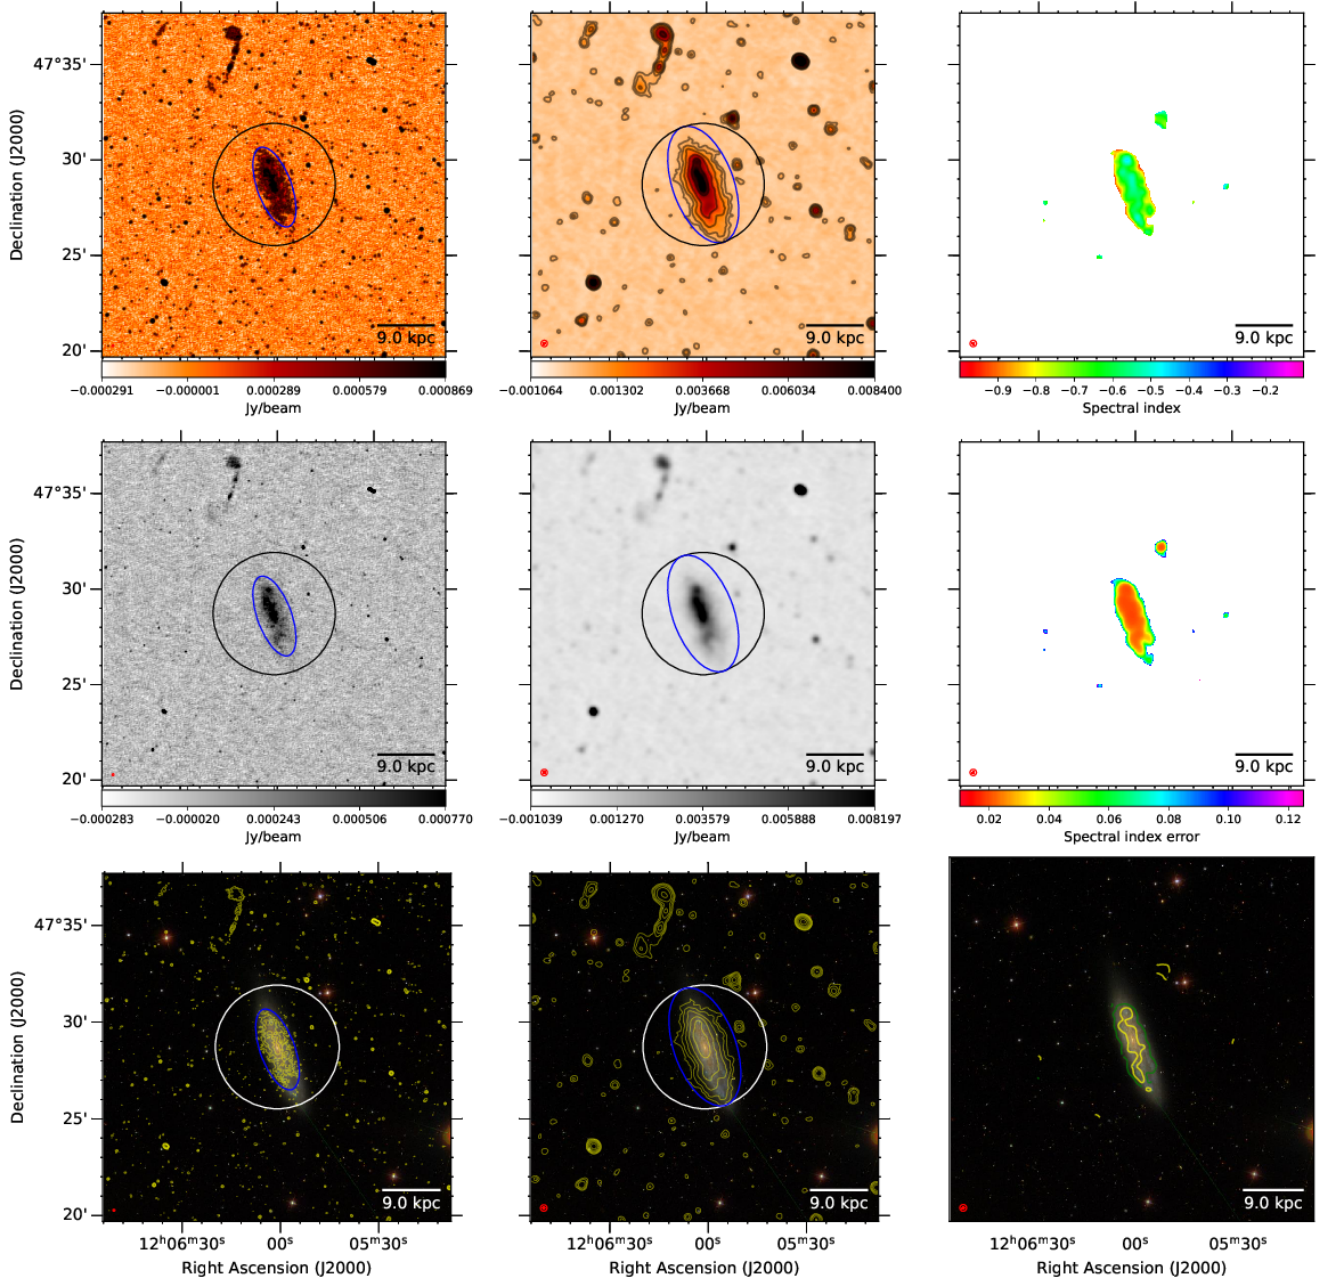 47°35'
30'
25'
20'
Declination (J2000)
9.0 kpc
−0.000291 −0.000001 0.000289 0.000579 0.000869
Jy/beam
9.0 kpc
−0.001064 0.001302 0.003668 0.006034 0.008400
Jy/beam
9.0 kpc
−0.9 −0.8 −0.7 −0.6 −0.5 −0.4 −0.3 −0.2
Spectral index
47°35'
30'
25'
20'
Declination (J2000)
9.0 kpc
−0.000283 −0.000020 0.000243 0.000506 0.000770
Jy/beam
9.0 kpc
−0.001039 0.001270 0.003579 0.005888 0.008197
Jy/beam
9.0 kpc
0.02 0.04 0.06 0.08 0.10 0.12
Spectral index error
47°35'
30'
25'
20'
Declination (J2000)
9.0 kpc
12ʰ06ᵐ30ˢ 00ˢ 05ᵐ30ˢ
Right Ascension (J2000)
9.0 kpc
12ʰ06ᵐ30ˢ 00ˢ 05ᵐ30ˢ
Right Ascension (J2000)
9.0 kpc
12ʰ06ᵐ30ˢ 00ˢ 05ᵐ30ˢ
Right Ascension (J2000)